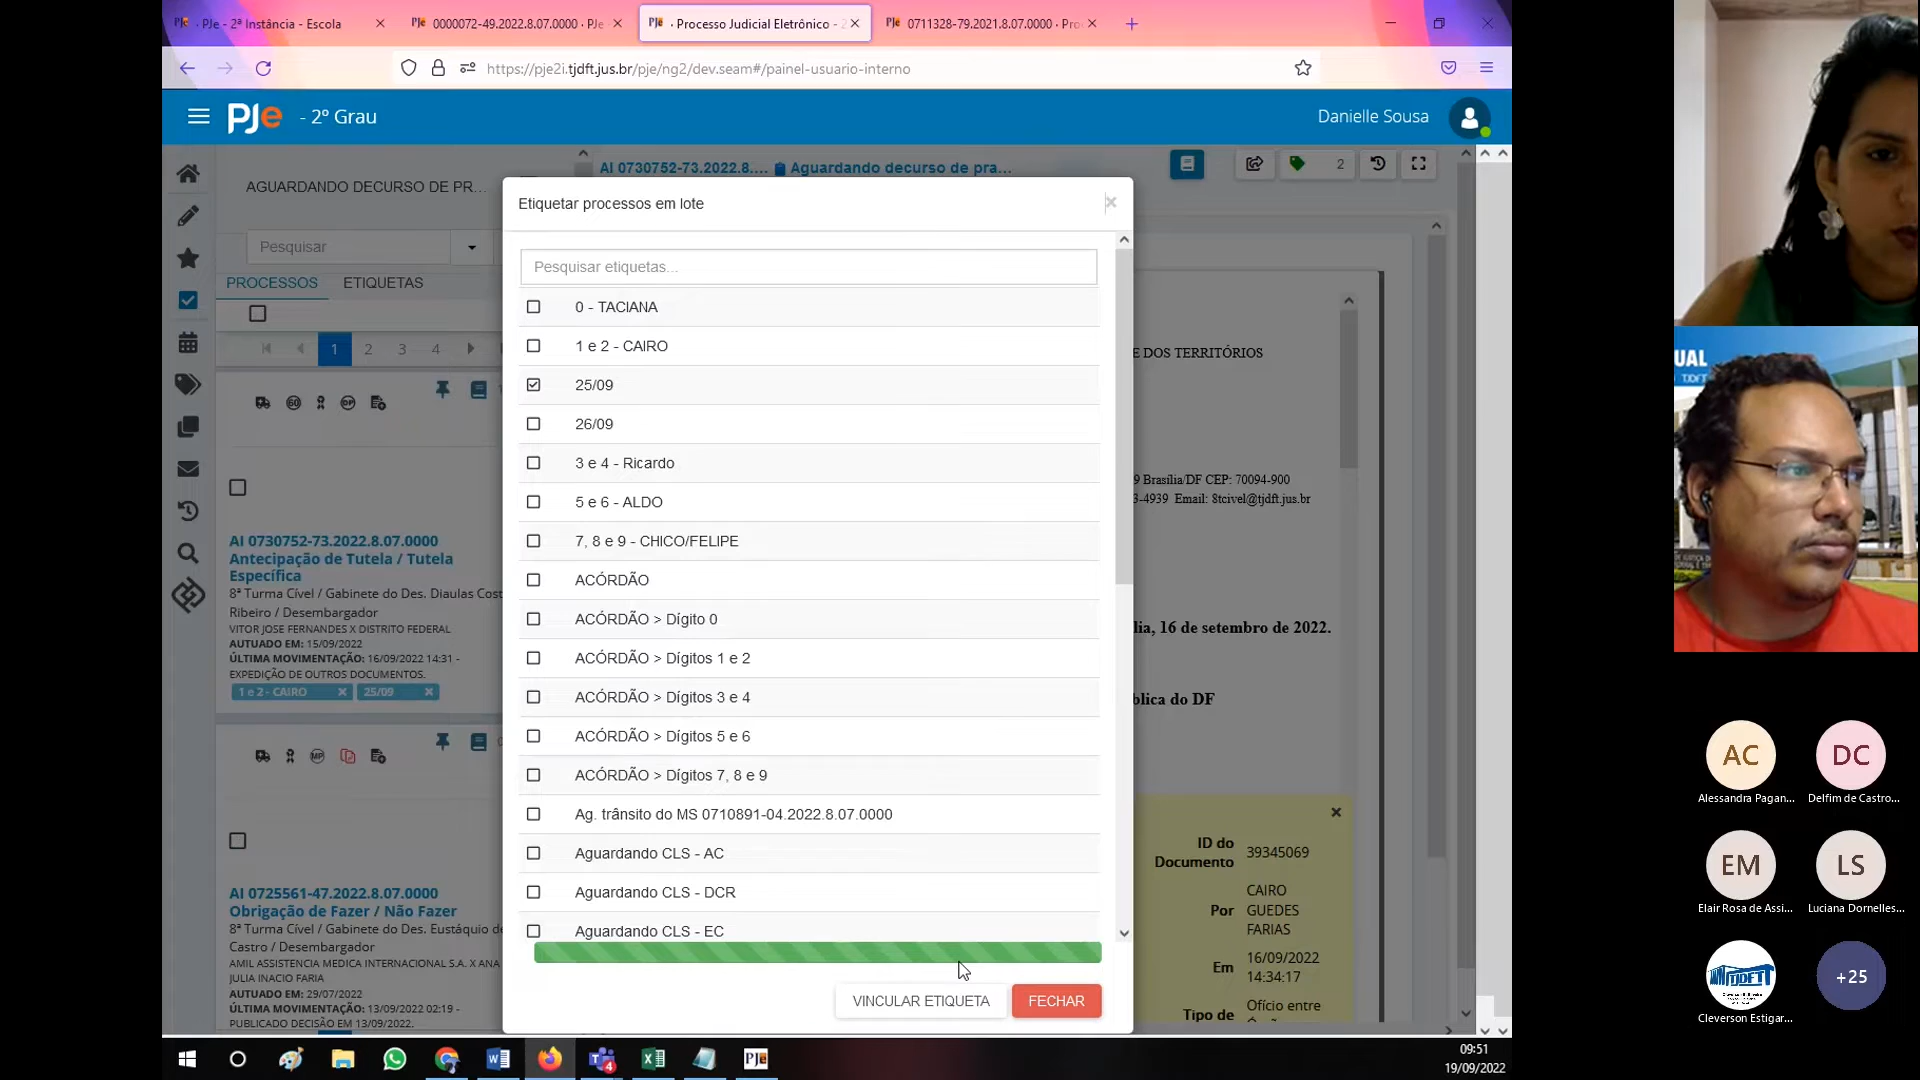 PJe - 2ª Instância - Escola
0000072-49.2022.8.07.0000 · PJe
· Processo Judicial Eletrônico - 2
0711328-79.2021.8.07.0000 · Pro
https://pje2i.tjdft.jus.br/pje/ng2/dev.seam#/painel-usuario-interno
PJe - 2º Grau
Danielle Sousa
AGUARDANDO DECURSO DE PR...
AI 0730752-73.2022.8.... Aguardando decurso de pra...
2
Pesquisar
PROCESSOS ETIQUETAS
1 2 3 4
AI 0730752-73.2022.8.07.0000
Antecipação de Tutela / Tutela
Específica
8ª Turma Cível / Gabinete do Des. Diaulas Cost
Ribeiro / Desembargador
VITOR JOSE FERNANDES X DISTRITO FEDERAL
AUTUADO EM: 15/09/2022
ÚLTIMA MOVIMENTAÇÃO: 16/09/2022 14:31 -
EXPEDIÇÃO DE OUTROS DOCUMENTOS.
1 e 2 - CAIRO 25/09
AI 0725561-47.2022.8.07.0000
Obrigação de Fazer / Não Fazer
8ª Turma Cível / Gabinete do Des. Eustáquio de
Castro / Desembargador
AMIL ASSISTENCIA MEDICA INTERNACIONAL S.A. X ANA
JULIA INACIO FARIA
AUTUADO EM: 29/07/2022
ÚLTIMA MOVIMENTAÇÃO: 13/09/2022 02:19 -
PUBLICADO DECISÃO EM 13/09/2022.
Etiquetar processos em lote
Pesquisar etiquetas...
0 - TACIANA
1 e 2 - CAIRO
25/09
26/09
3 e 4 - Ricardo
5 e 6 - ALDO
7, 8 e 9 - CHICO/FELIPE
ACÓRDÃO
ACÓRDÃO > Dígito 0
ACÓRDÃO > Dígitos 1 e 2
ACÓRDÃO > Dígitos 3 e 4
ACÓRDÃO > Dígitos 5 e 6
ACÓRDÃO > Dígitos 7, 8 e 9
Ag. trânsito do MS 0710891-04.2022.8.07.0000
Aguardando CLS - AC
Aguardando CLS - DCR
Aguardando CLS - EC
VINCULAR ETIQUETA FECHAR
E DOS TERRITÓRIOS
9 Brasília/DF CEP: 70094-900
3-4939 Email: 8tcivel@tjdft.jus.br
lia, 16 de setembro de 2022.
blica do DF
ID do
Documento 39345069
Por CAIRO
GUEDES
FARIAS
Em 16/09/2022
14:34:17
Tipo de Ofício entre
09:51
19/09/2022
UAL
TJDFT
AC
DC
Alessandra Pagan...
Delfim de Castro...
EM
LS
Elair Rosa de Assi...
Luciana Dornelles...
TJDFT
+25
Cleverson Estigar...